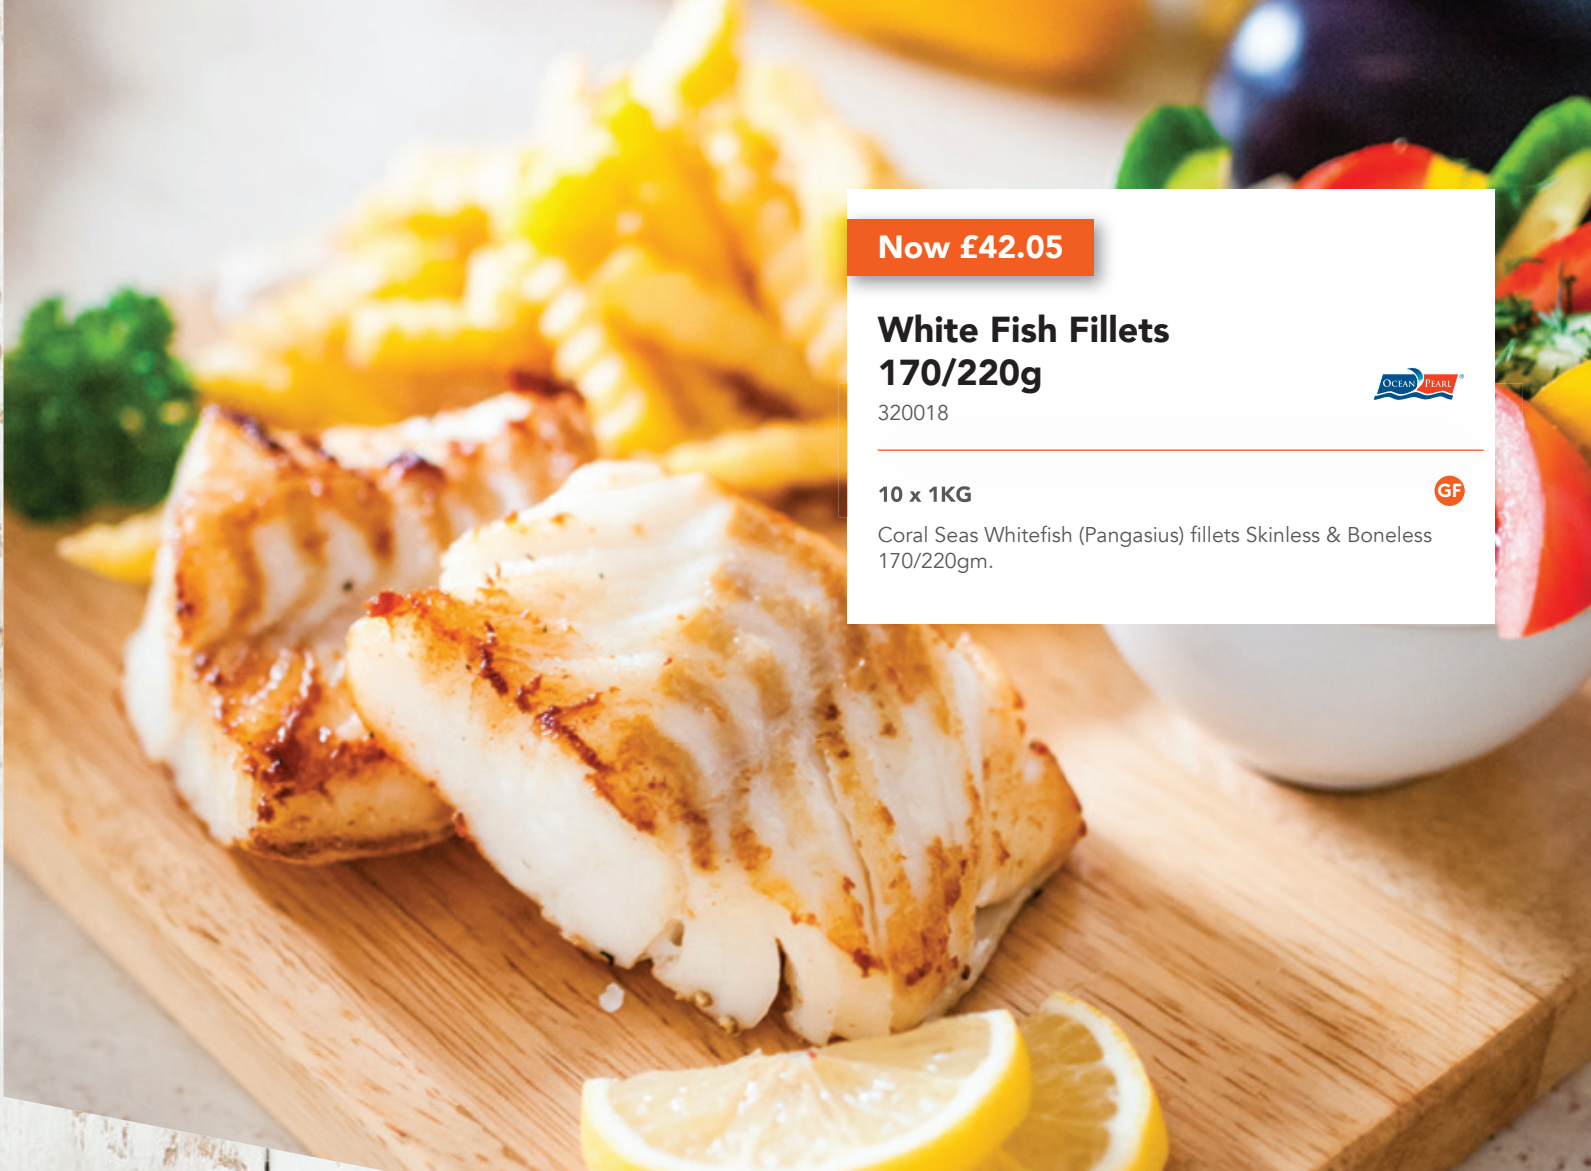 Now £42.05
White Fish Fillets
170/220g
OCEAN PEARL®
320018
10 x 1KG
GF
Coral Seas Whitefish (Pangasius) fillets Skinless & Boneless
170/220gm.